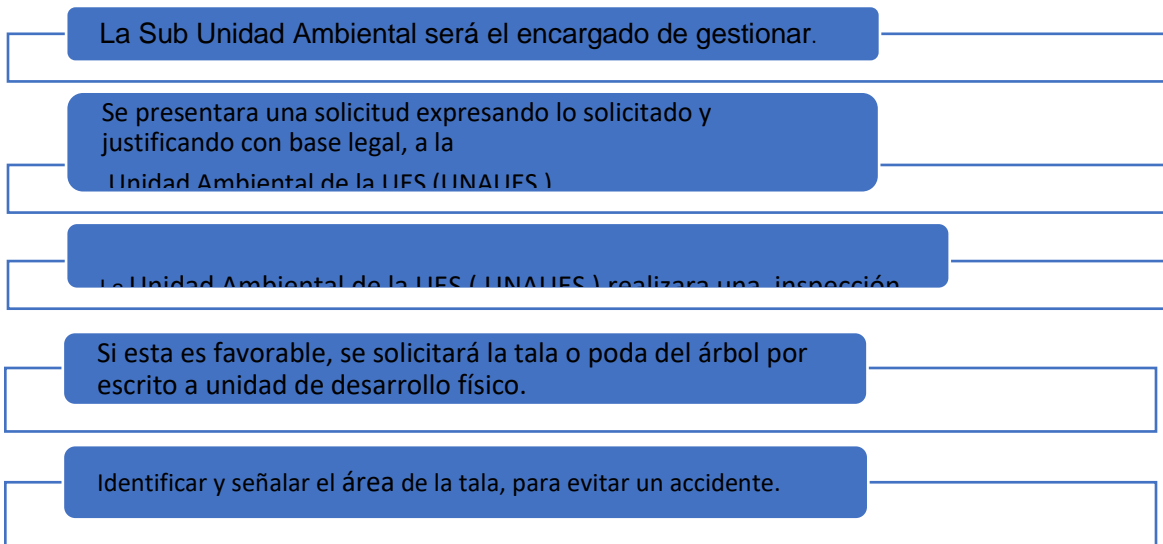 La Sub Unidad Ambiental será el encargado de gestionar.
Se presentara una solicitud expresando lo solicitado y
justificando con base legal, a la
Unidad Ambiental de la UES (UNAUES )
La Unidad Ambiental de la UES ( UNAUES ) realizara una inspección
Si esta es favorable, se solicitará la tala o poda del árbol por
escrito a unidad de desarrollo físico.
Identificar y señalar el área de la tala, para evitar un accidente.